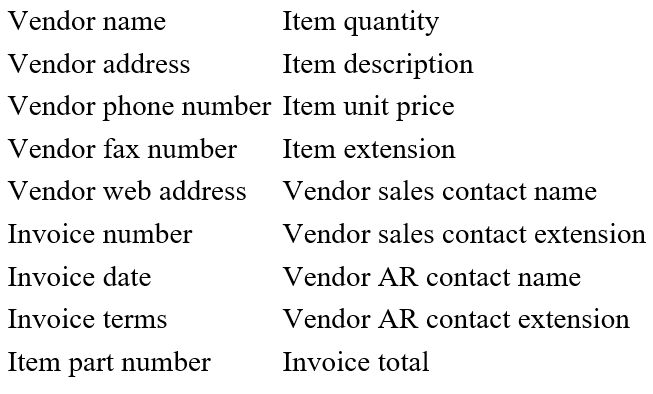 Vendor name
Vendor address
Vendor phone number
Vendor fax number
Vendor web address
Invoice number
Invoice date
Invoice terms
Item part number
Item quantity
Item description
Item unit price
Item extension
Vendor sales contact name
Vendor sales contact extension
Vendor AR contact name
Vendor AR contact extension
Invoice total